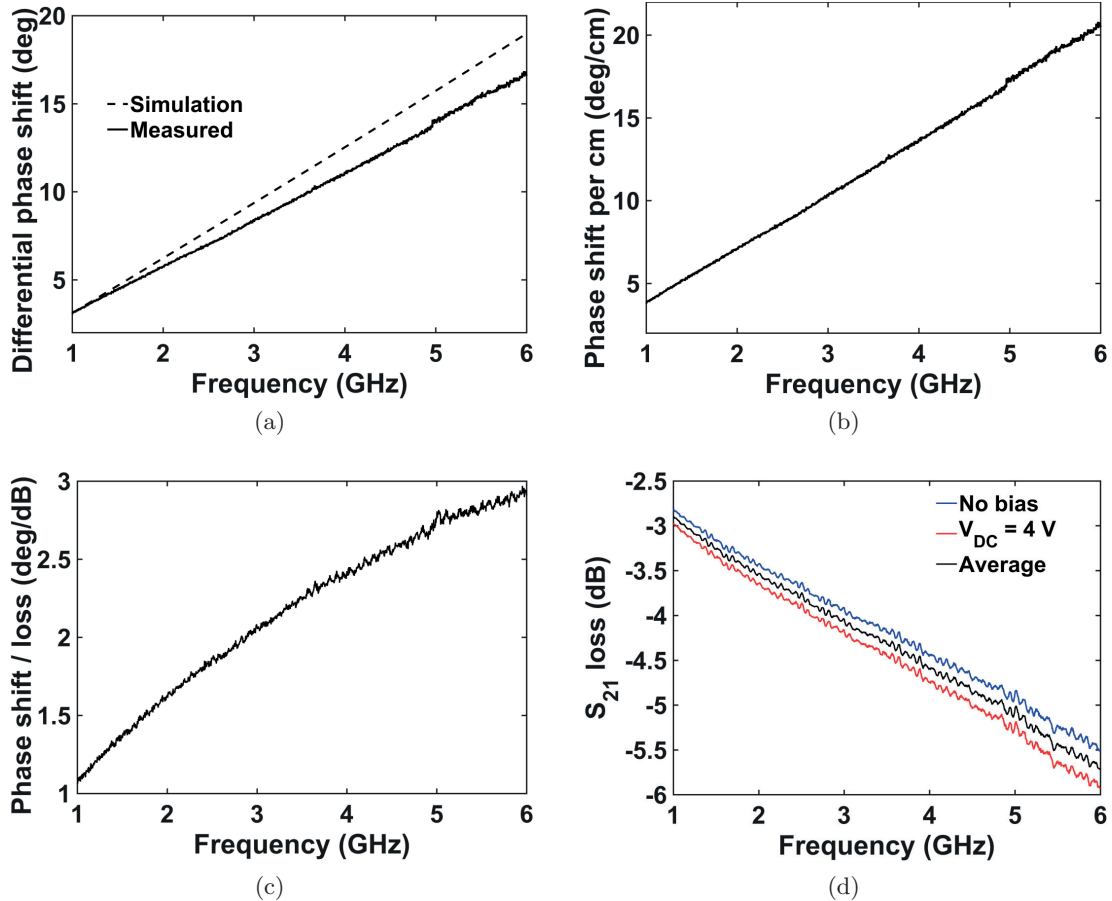 Differential phase shift (deg)
20
15
10
5
Simulation
Measured
1 2 3 4 5 6
Frequency (GHz)
(a)
Phase shift per cm (deg/cm)
20
15
10
5
1 2 3 4 5 6
Frequency (GHz)
(b)
Phase shift / loss (deg/dB)
3
2.5
2
1.5
1
1 2 3 4 5 6
Frequency (GHz)
(c)
S21 loss (dB)
-2.5
-3
-3.5
-4
-4.5
-5
-5.5
-6
No bias
VDC = 4 V
Average
1 2 3 4 5 6
Frequency (GHz)
(d)